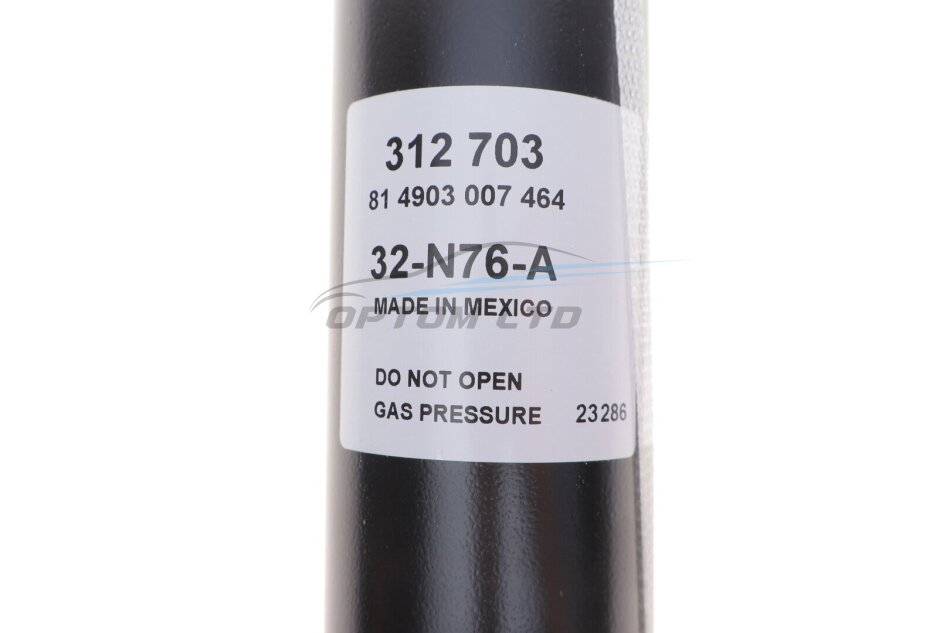 312 703
81 4903 007 464
32-N76-A
MADE IN MEXICO
OPTOM LTD
DO NOT OPEN
GAS PRESSURE 23286